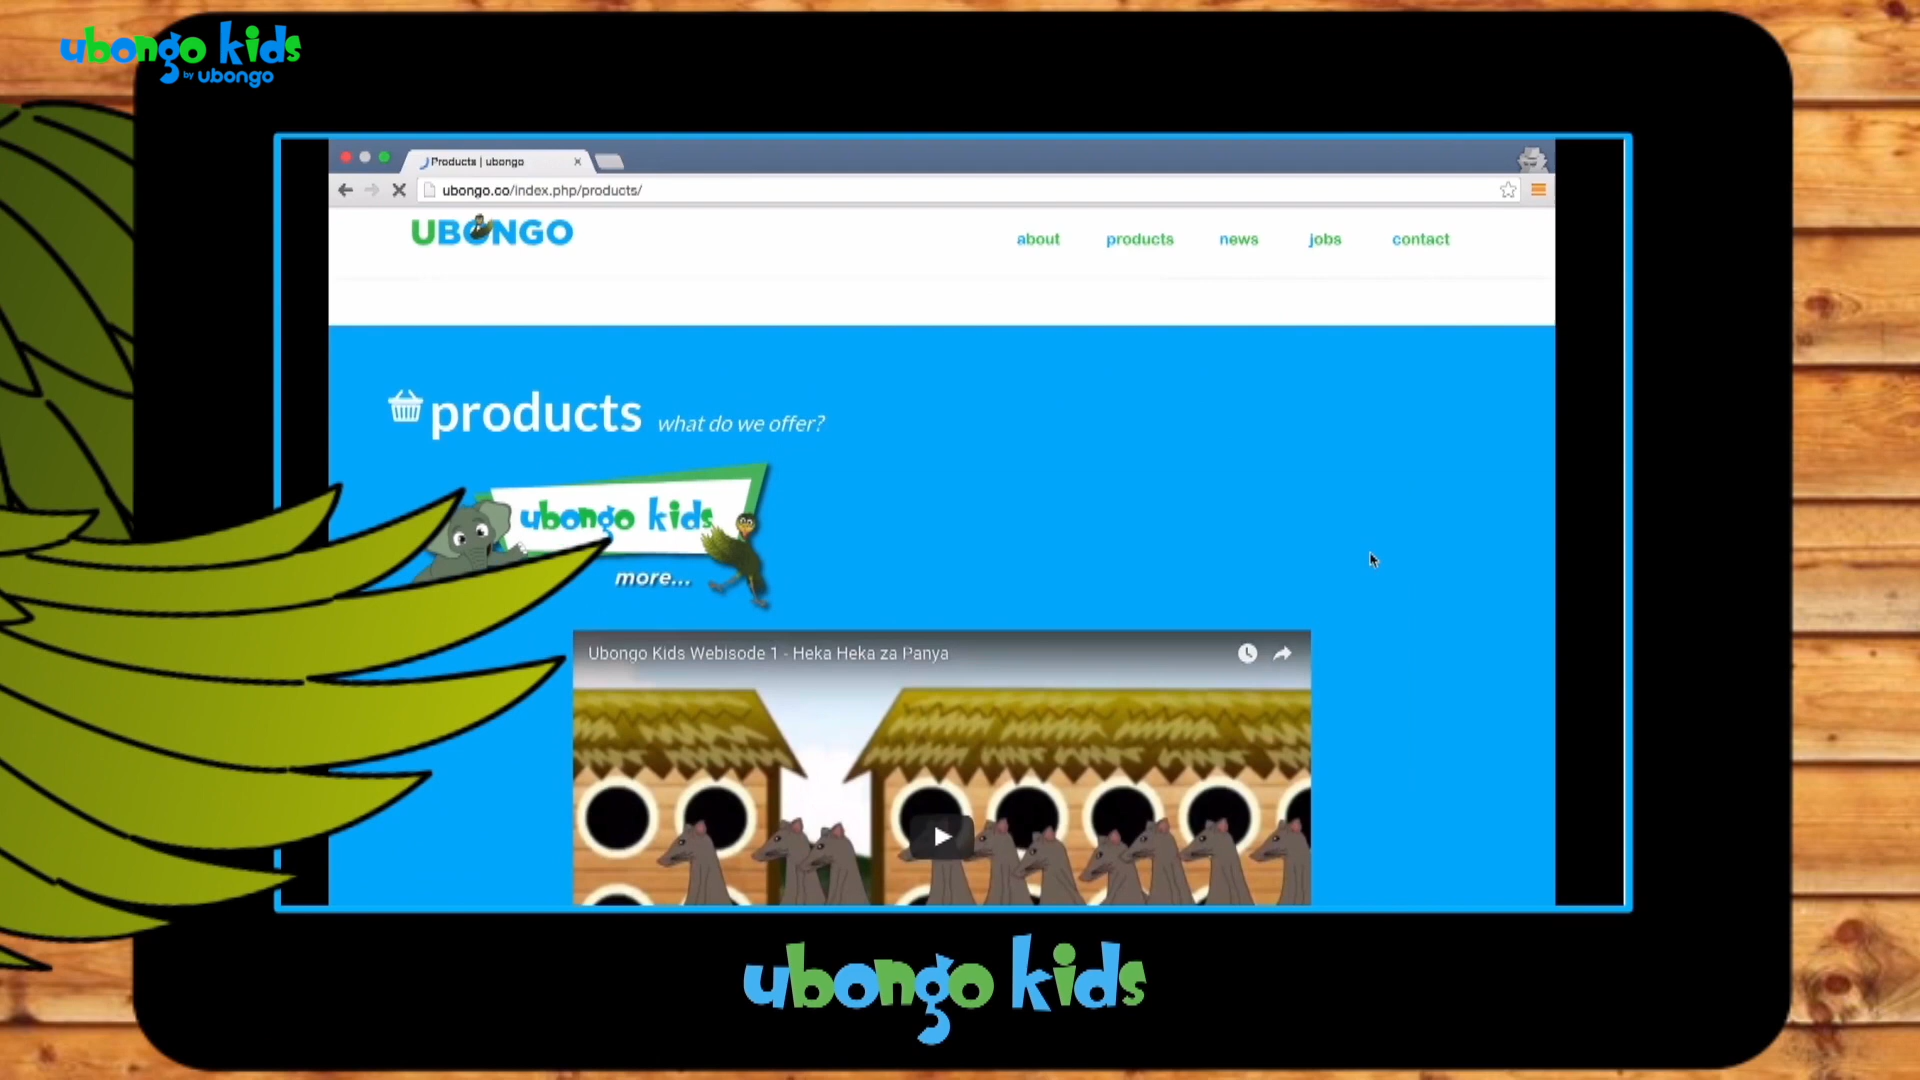 ubongo kids
by ubongo
Products | ubongo
ubongo.co/index.php/products/
UBONGO
about products news jobs contact
products what do we offer?
ubongo kids
more...
Ubongo Kids Webisode 1 - Heka Heka za Panya
ubongo kids